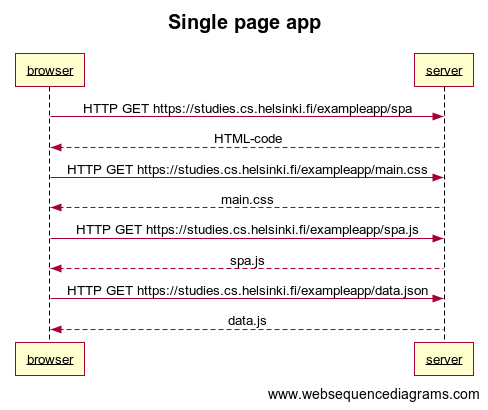 Single page app
browser server
HTTP GET https://studies.cs.helsinki.fi/exampleapp/spa
HTML-code
HTTP GET https://studies.cs.helsinki.fi/exampleapp/main.css
main.css
HTTP GET https://studies.cs.helsinki.fi/exampleapp/spa.js
spa.js
HTTP GET https://studies.cs.helsinki.fi/exampleapp/data.json
data.js
browser server
www.websequencediagrams.com